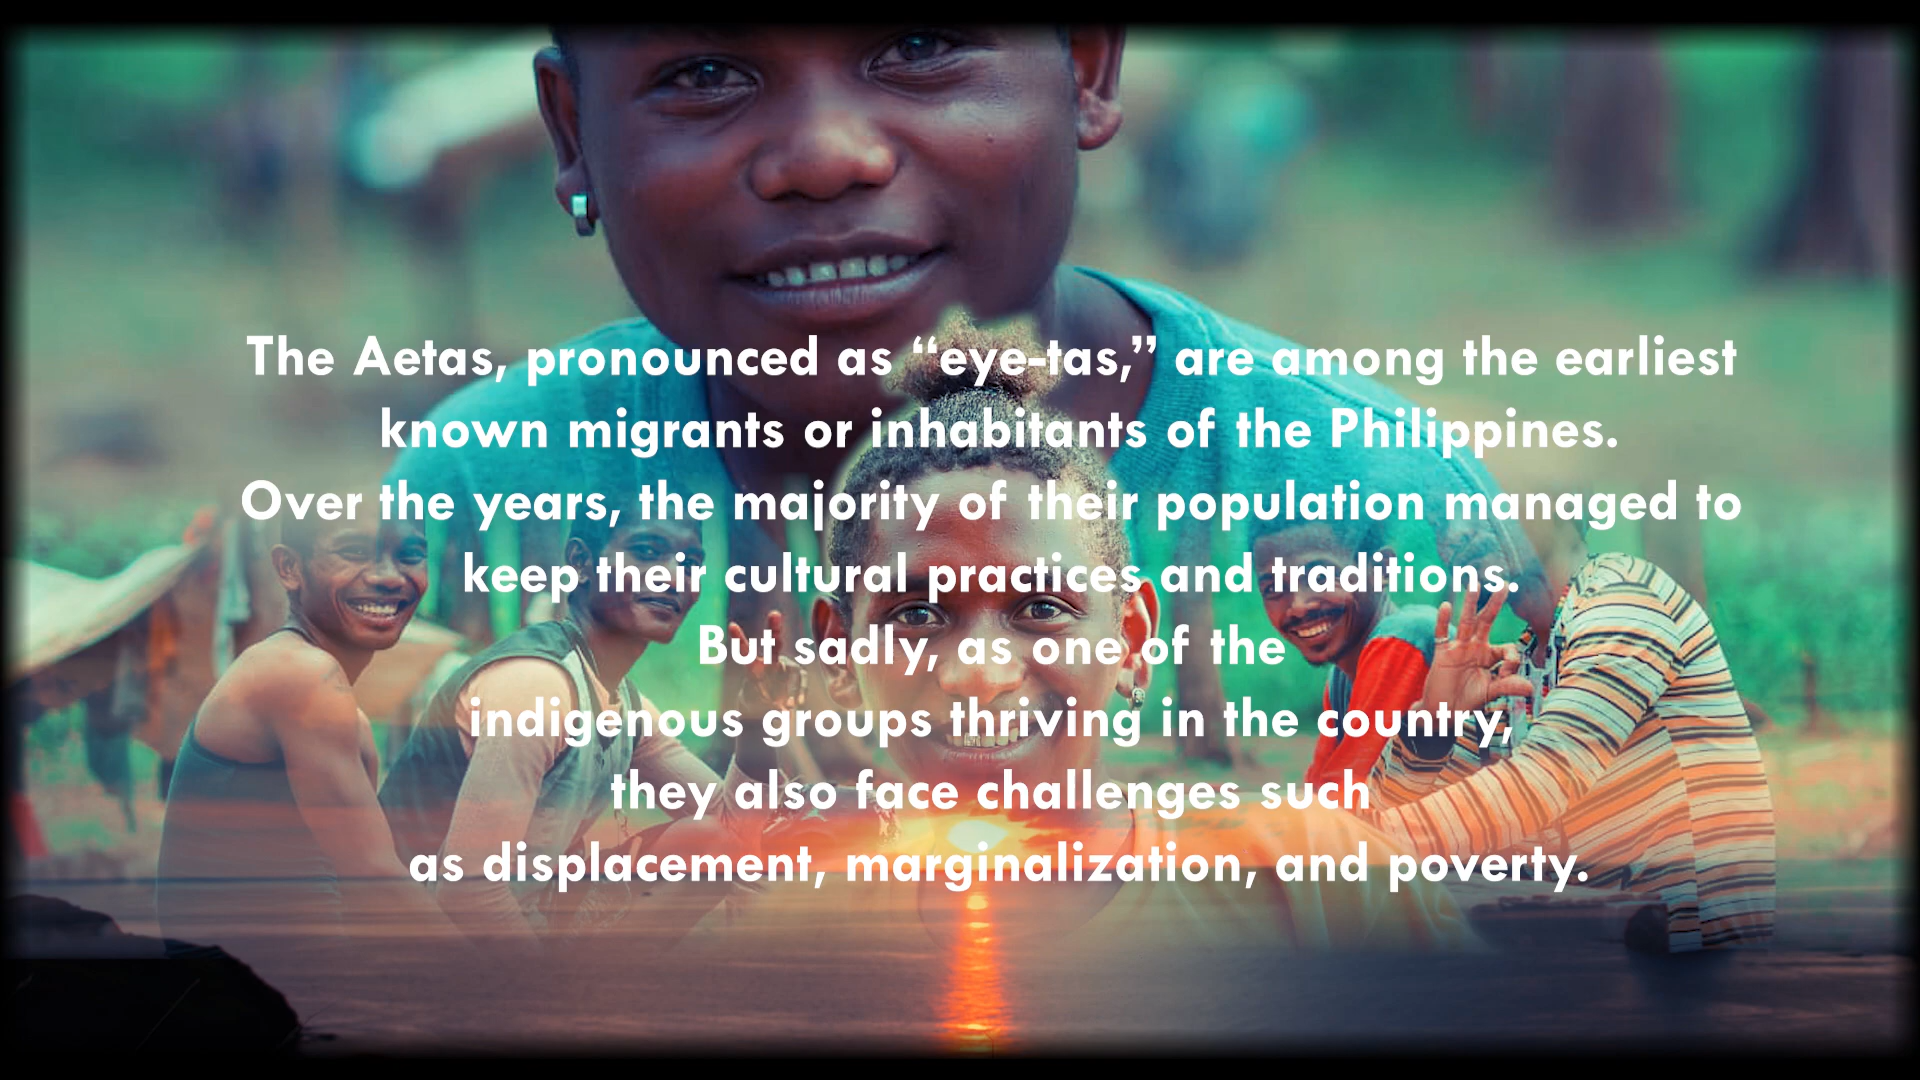 The Aetas, pronounced as “eye-tas,” are among the earliest
known migrants or inhabitants of the Philippines.
Over the years, the majority of their population managed to
keep their cultural practices and traditions.
But sadly, as one of the
indigenous groups thriving in the country,
they also face challenges such
as displacement, marginalization, and poverty.